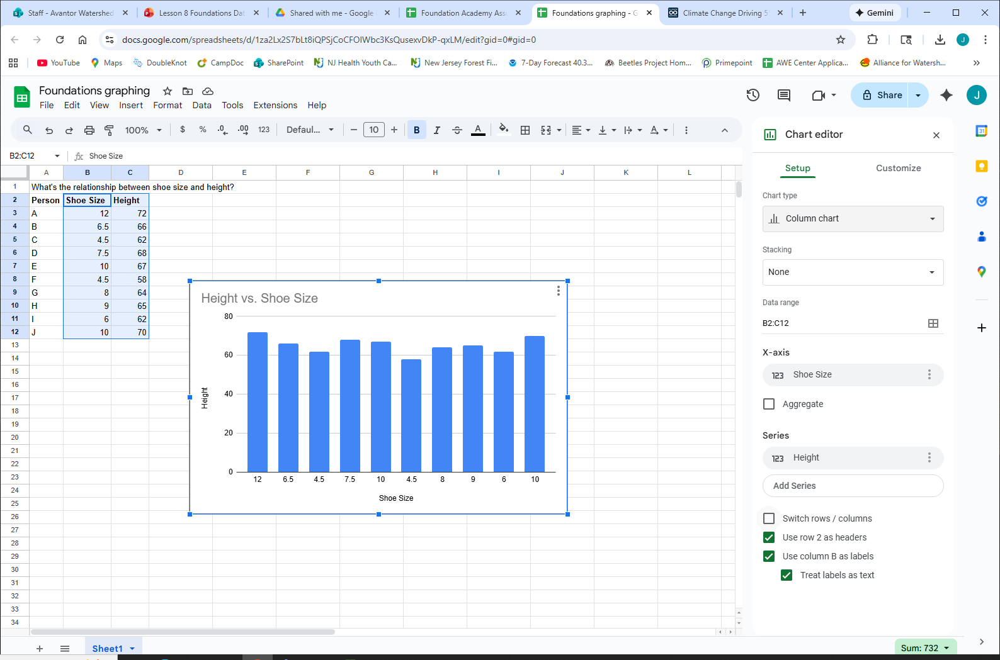 Staff - Avantor Watershed
Lesson 8 Foundations Dat
Shared with me - Google
Foundation Academy Ass
Foundations graphing - G
Climate Change Driving 5
Gemini
docs.google.com/spreadsheets/d/1za2Lx2S7bLt8iQPSjCoCFOIWbc3KsQusexvDkP-qxLM/edit?gid=0#gid=0
J
YouTube
Maps
DoubleKnot
CampDoc
SharePoint
NJ Health Youth Ca...
New Jersey Forest Fi...
7-Day Forecast 40.3...
Beetles Project Hom...
Primepoint
AWE Center Applica...
Alliance for Watersh...
Foundations graphing
File Edit View Insert Format Data Tools Extensions Help
Share
J
100% $ % .0 .00 123 Defaul... − 10 + B I A
B2:C12 fx Shoe Size
A B C D E F G H I J K L
1 What's the relationship between shoe size and height?
2 Person Shoe Size Height
3 A 12 72
4 B 6.5 66
5 C 4.5 62
6 D 7.5 68
7 E 10 67
8 F 4.5 58
9 G 8 64
10 H 9 65
11 I 6 62
12 J 10 70
13
14
15
16
17
18
19
20
21
22
23
24
25
26
27
28
29
30
31
32
33
34
Height vs. Shoe Size
80
60
40
20
0
Height
12 6.5 4.5 7.5 10 4.5 8 9 6 10
Shoe Size
Chart editor
Setup Customize
Chart type
Column chart
Stacking
None
Data range
B2:C12
X-axis
123 Shoe Size
Aggregate
Series
123 Height
Add Series
Switch rows / columns
Use row 2 as headers
Use column B as labels
Treat labels as text
31
Sheet1
Sum: 732